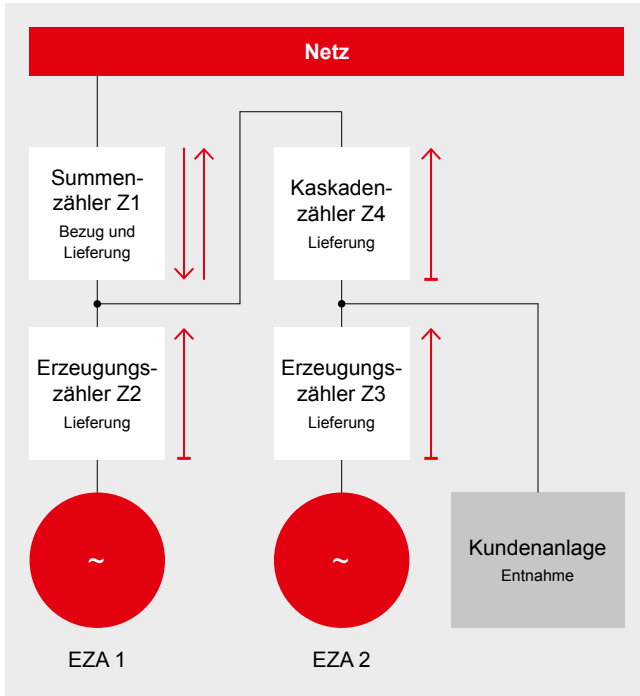 Netz
Summen-
zähler Z1
Bezug und
Lieferung
Kaskaden-
zähler Z4
Lieferung
Erzeugungs-
zähler Z2
Lieferung
Erzeugungs-
zähler Z3
Lieferung
~
~
Kundenanlage
Entnahme
EZA 1
EZA 2